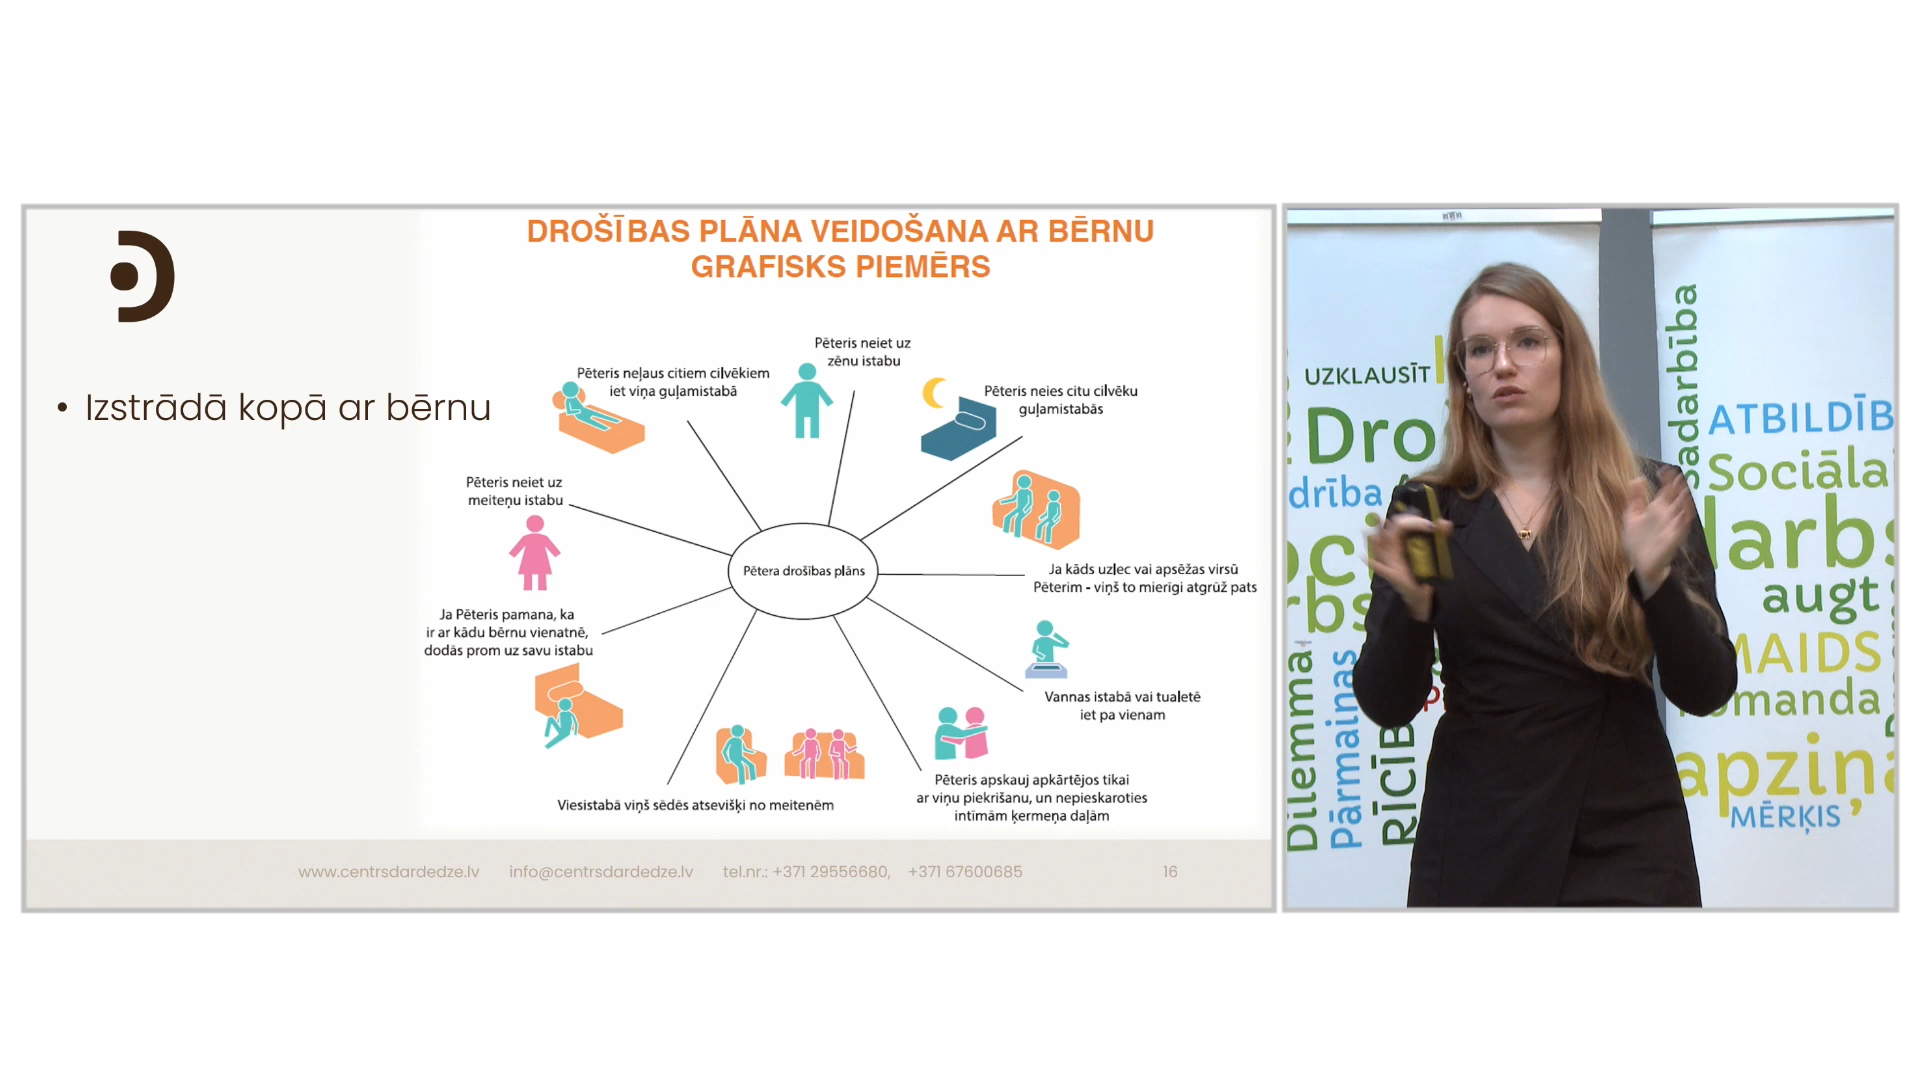 DROŠĪBAS PLĀNA VEIDOŠANA AR BĒRNU
GRAFISKS PIEMĒRS
• Izstrādā kopā ar bērnu
Pēteris neļaus citiem cilvēkiem
iet viņa guļamistabā
Pēteris neiet uz
zēnu istabu
Pēteris neies citu cilvēku
guļamistabās
Pēteris neiet uz
meiteņu istabu
Pētera drošības plāns
Ja kāds uzlec vai apsēžas virsū
Pēterim - viņš to mierīgi atgrūž pats
Ja Pēteris pamana, ka
ir ar kādu bērnu vienatnē,
dodās prom uz savu istabu
Vannas istabā vai tualetē
iet pa vienam
Viesistabā viņš sēdēs atsevišķi no meitenēm
Pēteris apskauj apkārtējos tikai
ar viņu piekrišanu, un nepieskaroties
intīmām ķermeņa daļām
www.centrsdardedze.lv info@centrsdardedze.lv tel.nr.: +371 29556680, +371 67600685 16
UZKLAUSĪT
Dro
drība
oci
rbs
Dilemma
Pārmaiņas
RĪCĪB
sadarbība
ATBILDĪB
Sociāla
darbs
augt
MAIDS
omanda
apziņa
MĒRĶIS